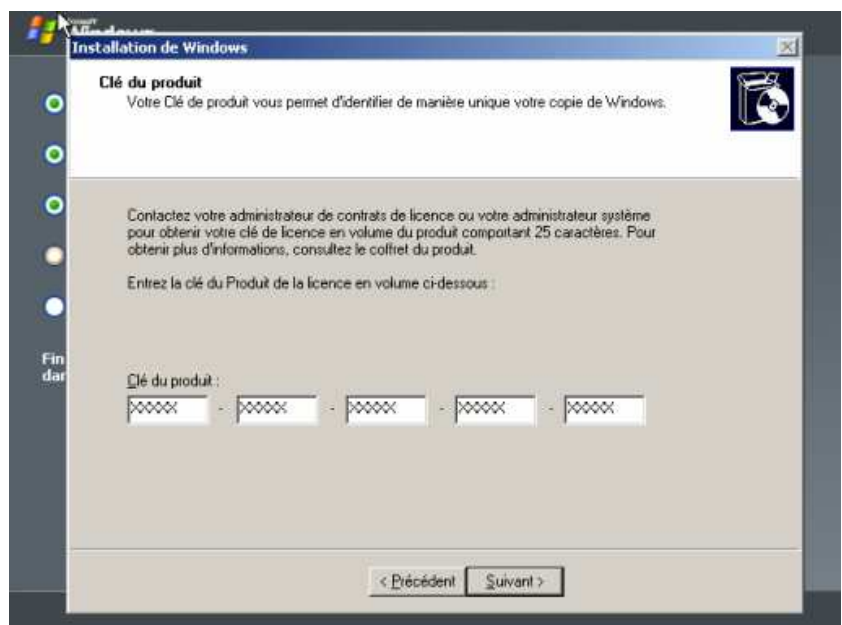 Microsoft
Windows
Installation de Windows
Clé du produit
Votre Clé de produit vous permet d'identifier de manière unique votre copie de Windows.
Contactez votre administrateur de contrats de licence ou votre administrateur système
pour obtenir votre clé de licence en volume du produit comportant 25 caractères. Pour
obtenir plus d'informations, consultez le coffret du produit.
Entrez la clé du Produit de la licence en volume ci-dessous :
Fin
dar
Clé du produit :
XXXXX - XXXXX - XXXXX - XXXXX - XXXXX
< Précédent Suivant >